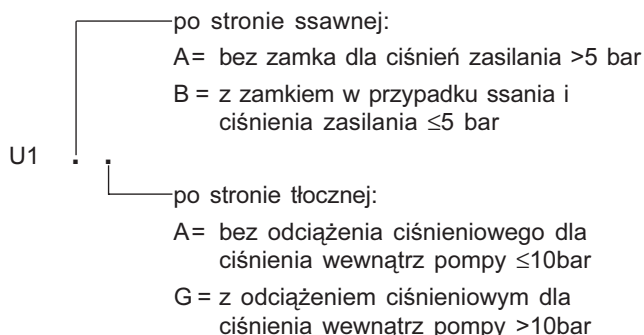 po stronie ssawnej:
A= bez zamka dla ciśnień zasilania >5 bar
B = z zamkiem w przypadku ssania i
ciśnienia zasilania ≤5 bar
U1 . .
po stronie tłocznej:
A= bez odciążenia ciśnieniowego dla
ciśnienia wewnątrz pompy ≤10bar
G = z odciążeniem ciśnieniowym dla
ciśnienia wewnątrz pompy >10bar